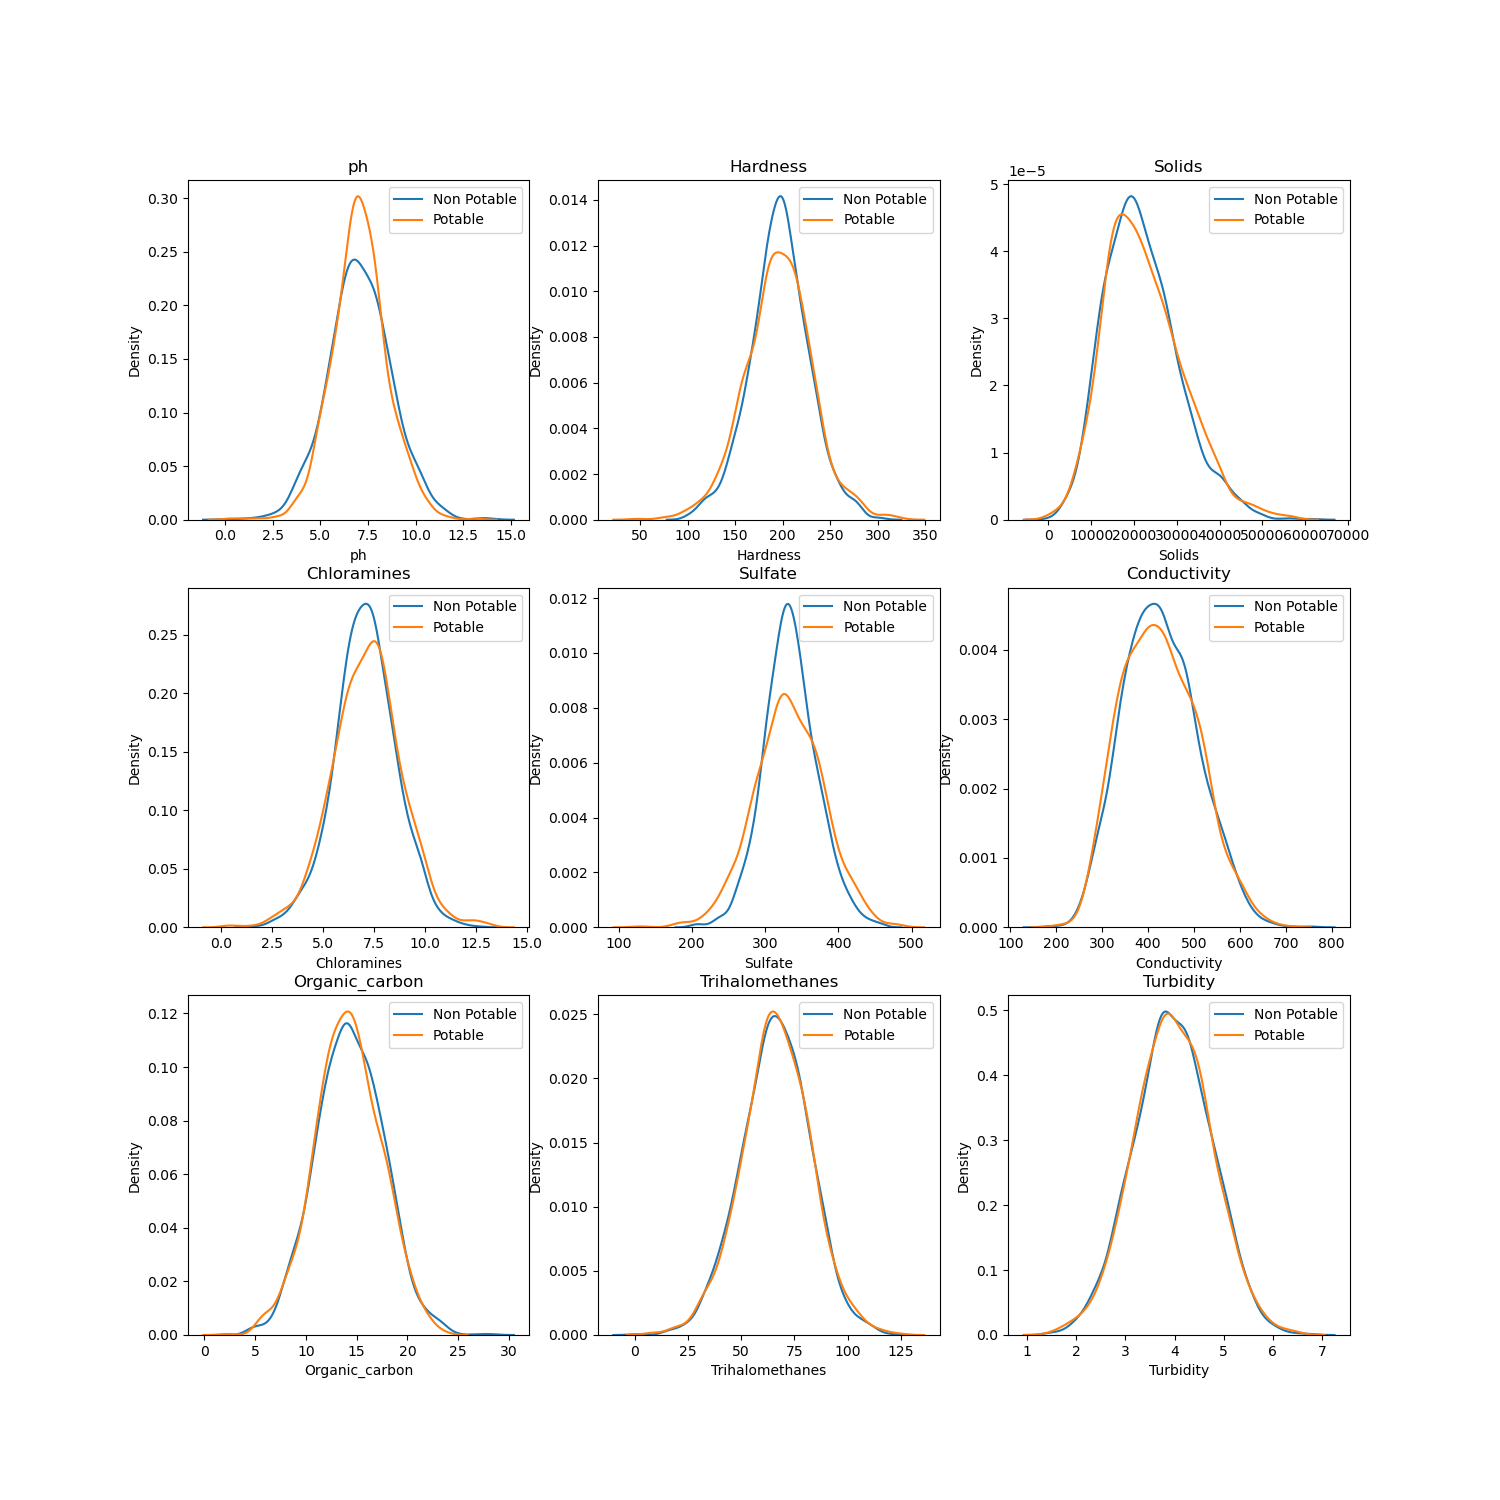 ph
Non Potable
Potable
0.30
0.25
0.20
0.15
0.10
0.05
0.00
Density
0.0 2.5 5.0 7.5 10.0 12.5 15.0
ph
Hardness
Non Potable
Potable
0.014
0.012
0.010
0.008
0.006
0.004
0.002
0.000
Density
50 100 150 200 250 300 350
Hardness
Solids
1e−5
Non Potable
Potable
5
4
3
2
1
0
Density
0 10000 20000 30000 40000 50000 60000 70000
Solids
Chloramines
Non Potable
Potable
0.25
0.20
0.15
0.10
0.05
0.00
Density
0.0 2.5 5.0 7.5 10.0 12.5 15.0
Chloramines
Sulfate
Non Potable
Potable
0.012
0.010
0.008
0.006
0.004
0.002
0.000
Density
100 200 300 400 500
Sulfate
Conductivity
Non Potable
Potable
0.004
0.003
0.002
0.001
0.000
Density
100 200 300 400 500 600 700 800
Conductivity
Organic_carbon
Non Potable
Potable
0.12
0.10
0.08
0.06
0.04
0.02
0.00
Density
0 5 10 15 20 25 30
Organic_carbon
Trihalomethanes
Non Potable
Potable
0.025
0.020
0.015
0.010
0.005
0.000
Density
0 25 50 75 100 125
Trihalomethanes
Turbidity
Non Potable
Potable
0.5
0.4
0.3
0.2
0.1
0.0
Density
1 2 3 4 5 6 7
Turbidity